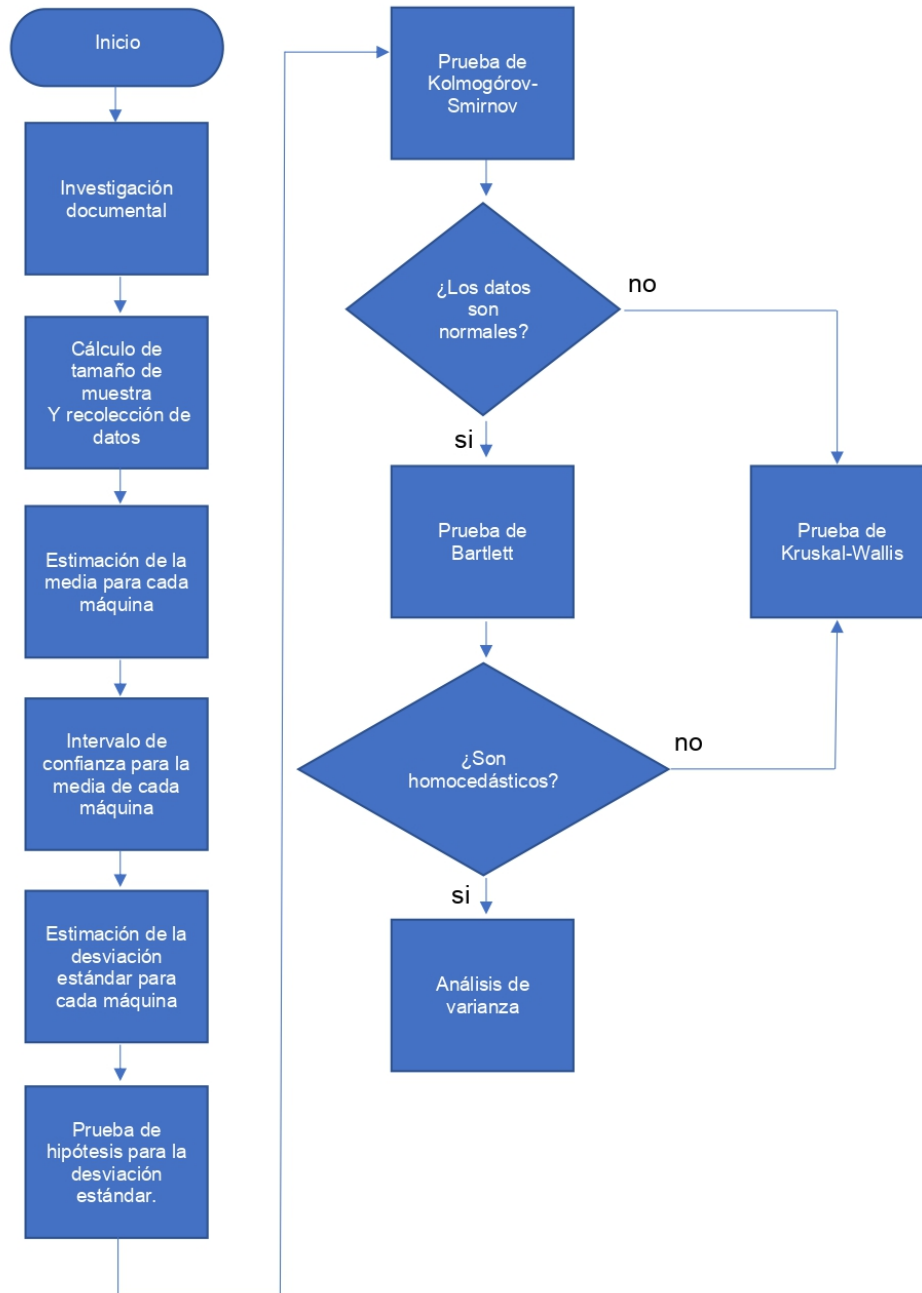 Inicio
Investigación
documental
Cálculo de
tamaño de
muestra
Y recolección de
datos
Estimación de la
media para cada
máquina
Intervalo de
confianza para la
media de cada
máquina
Estimación de la
desviación
estándar para
cada máquina
Prueba de
hipótesis para la
desviación
estándar.
Prueba de
Kolmogórov-
Smirnov
¿Los datos
son
normales?
no
si
Prueba de
Bartlett
Prueba de
Kruskal-Wallis
¿Son
homocedásticos?
no
si
Análisis de
varianza